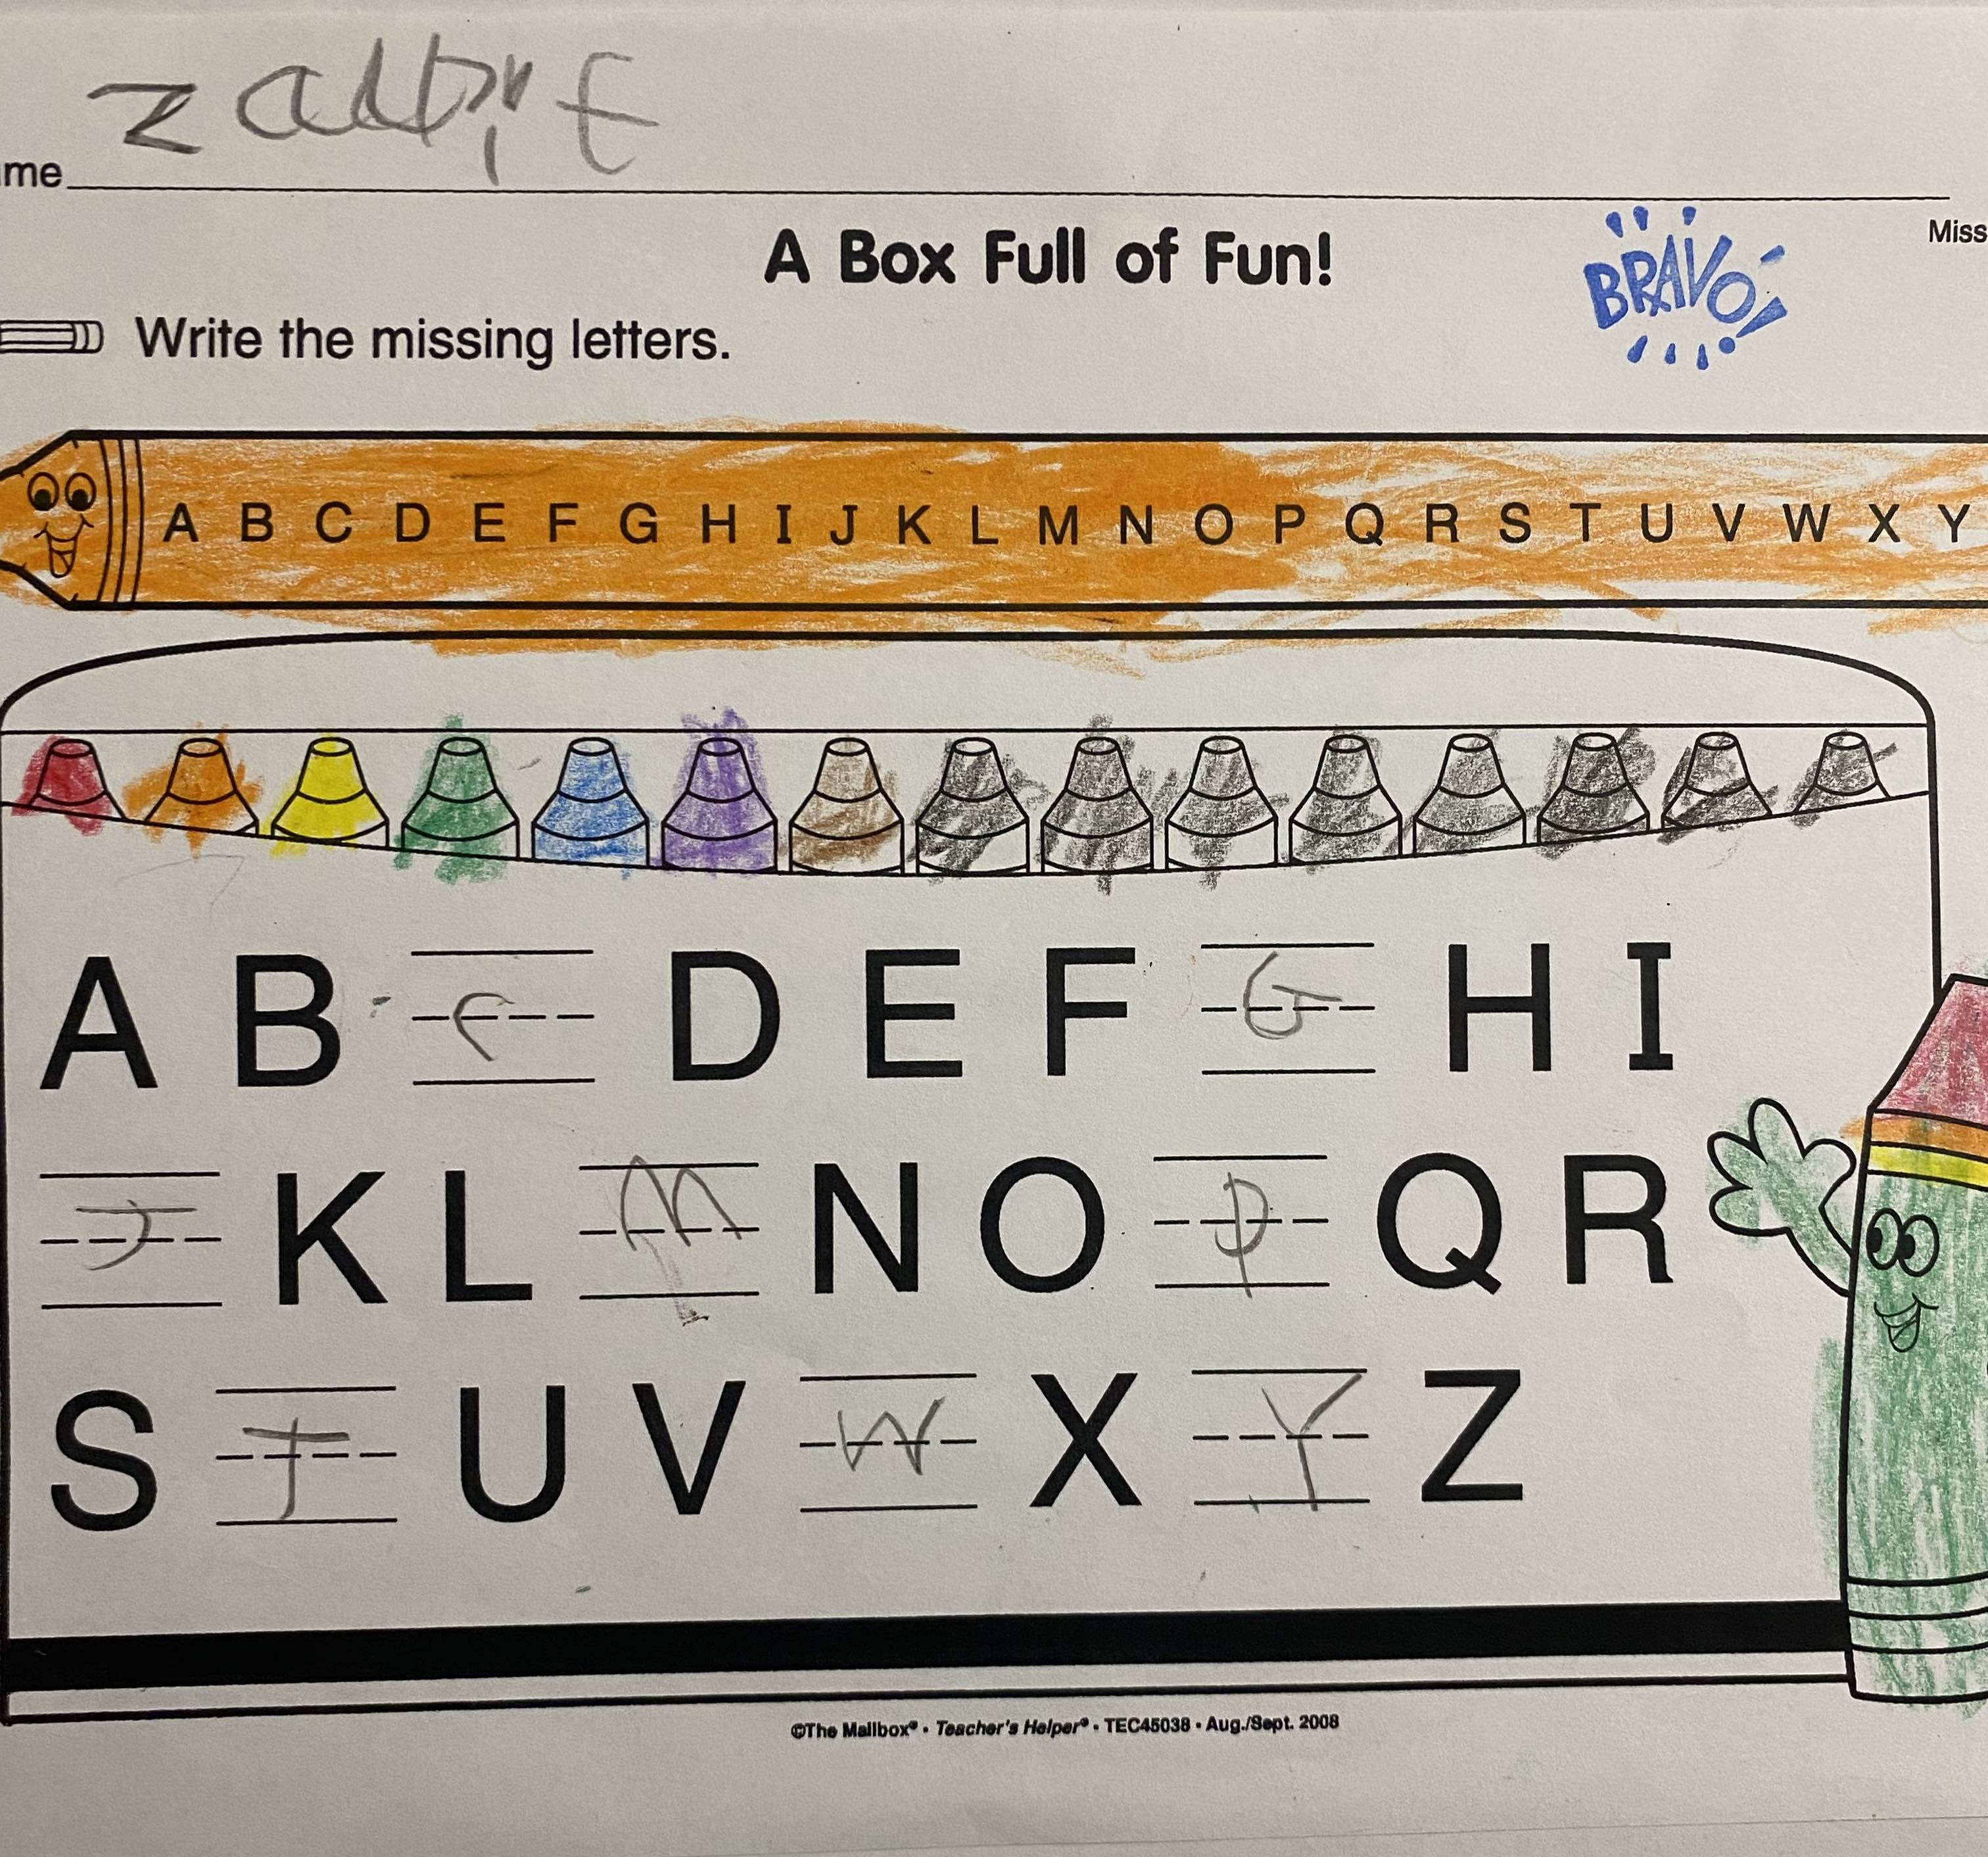 me
A Box Full of Fun!
BRAVO!
Miss
Write the missing letters.
A B C D E F G H I J K L M N O P Q R S T U V W X Y
A B C D E F G H I
J K L M N O P Q R
S T U V W X Y Z
©The Mailbox® • Teacher's Helper® • TEC45038 • Aug./Sept. 2008